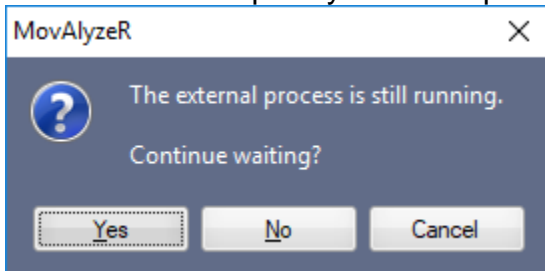 MovAlyzeR
The external process is still running.
Continue waiting?
Yes No Cancel